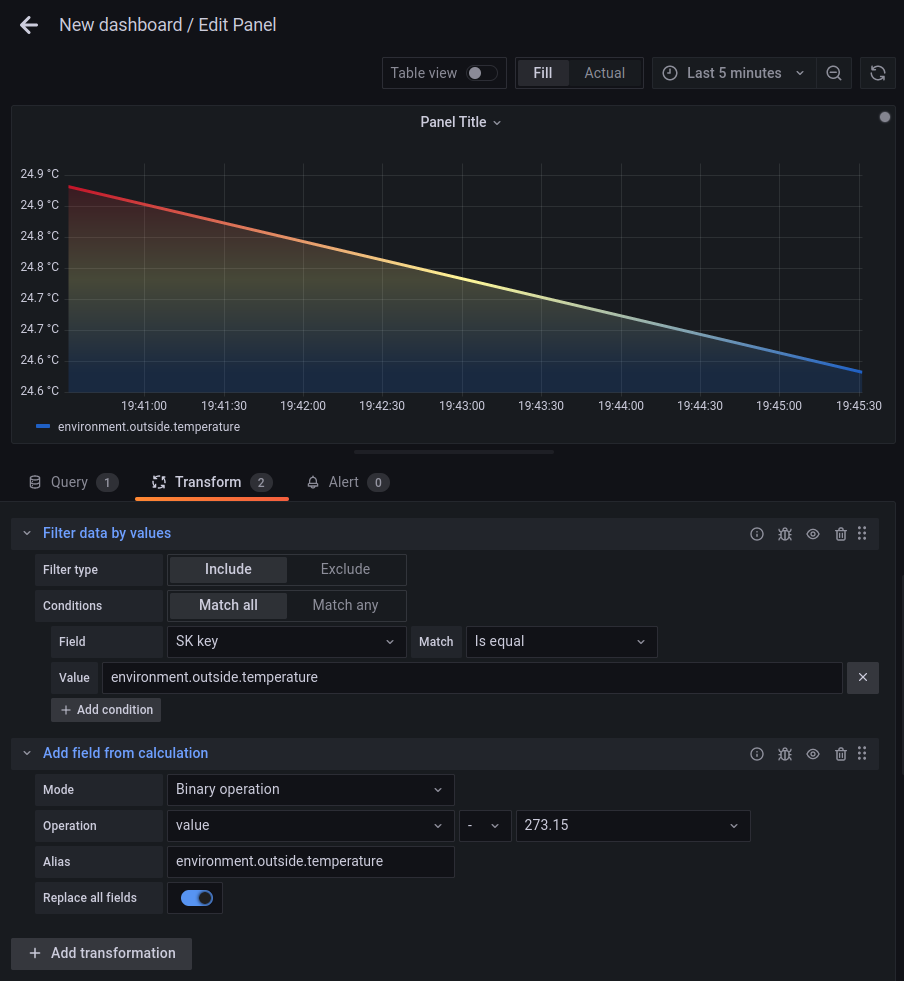 New dashboard / Edit Panel
Table view Fill Actual Last 5 minutes
Panel Title
24.9 °C
24.9 °C
24.8 °C
24.8 °C
24.7 °C
24.7 °C
24.6 °C
24.6 °C
19:41:00 19:41:30 19:42:00 19:42:30 19:43:00 19:43:30 19:44:00 19:44:30 19:45:00 19:45:30
environment.outside.temperature
Query 1 Transform 2 Alert 0
Filter data by values
Filter type Include Exclude
Conditions Match all Match any
Field SK key Match Is equal
Value environment.outside.temperature
+ Add condition
Add field from calculation
Mode Binary operation
Operation value - 273.15
Alias environment.outside.temperature
Replace all fields
+ Add transformation